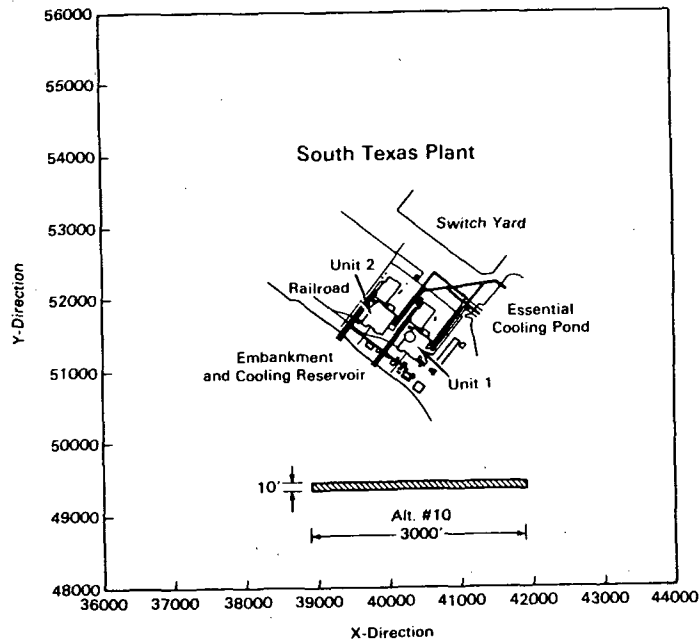 56000
55000
54000
53000
52000
51000
50000
49000
48000
Y-Direction
South Texas Plant
Switch Yard
Unit 2
Railroad
Essential
Cooling Pond
Embankment
and Cooling Reservoir
Unit 1
10'
Alt. #10
3000'
36000 37000 38000 39000 40000 41000 42000 43000 44000
X-Direction